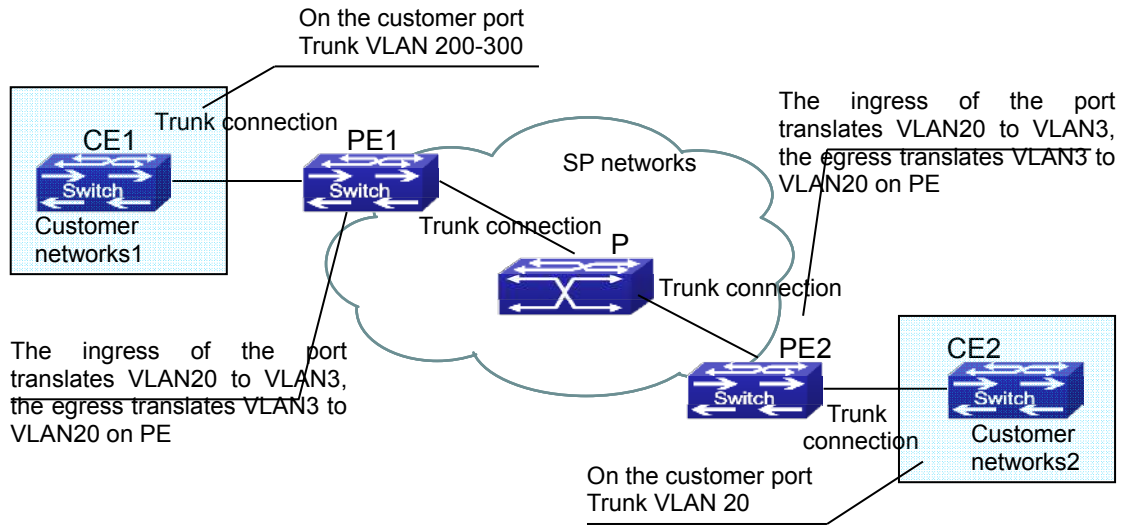 On the customer port
Trunk VLAN 200-300
Trunk connection
CE1
Switch
Customer
networks1
PE1
Switch
SP networks
The ingress of the port
translates VLAN20 to VLAN3,
the egress translates VLAN3 to
VLAN20 on PE
Trunk connection
P
Trunk connection
The ingress of the port
translates VLAN20 to VLAN3,
the egress translates VLAN3 to
VLAN20 on PE
PE2
Switch
CE2
Switch
Trunk
connection
Customer
networks2
On the customer port
Trunk VLAN 20